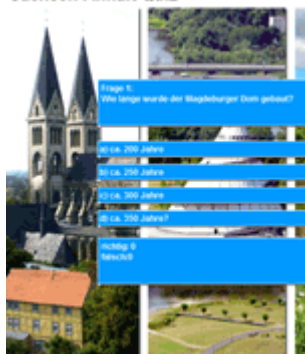 Frage 1:
Wie lange wurde der Magdeburger Dom gebaut?
a) ca. 200 Jahre
b) ca. 250 Jahre
c) ca. 300 Jahre
d) ca. 350 Jahre?
richtig: 0
falsch:0